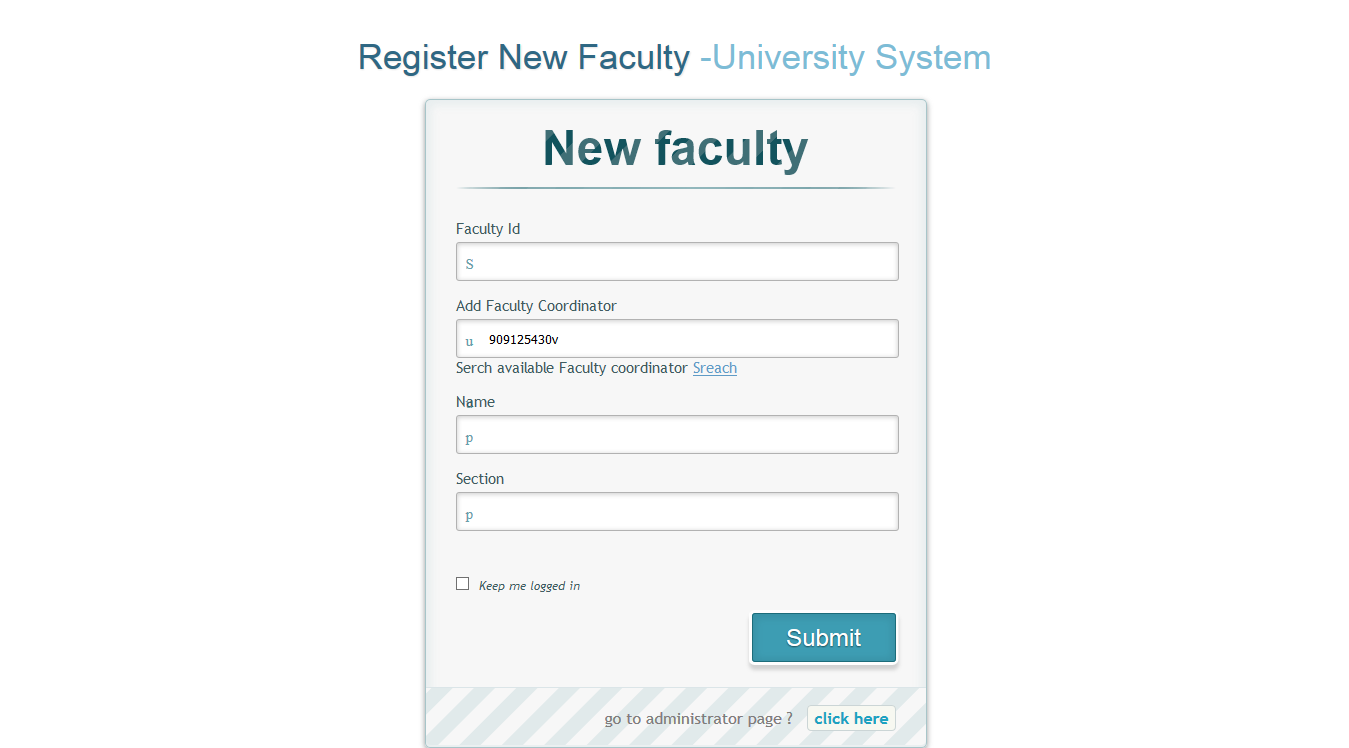 Register New Faculty -University System
New faculty
Faculty Id
S
Add Faculty Coordinator
u 909125430v
Serch available Faculty coordinator Sreach
Name
p
Section
p
Keep me logged in
Submit
go to administrator page ? click here